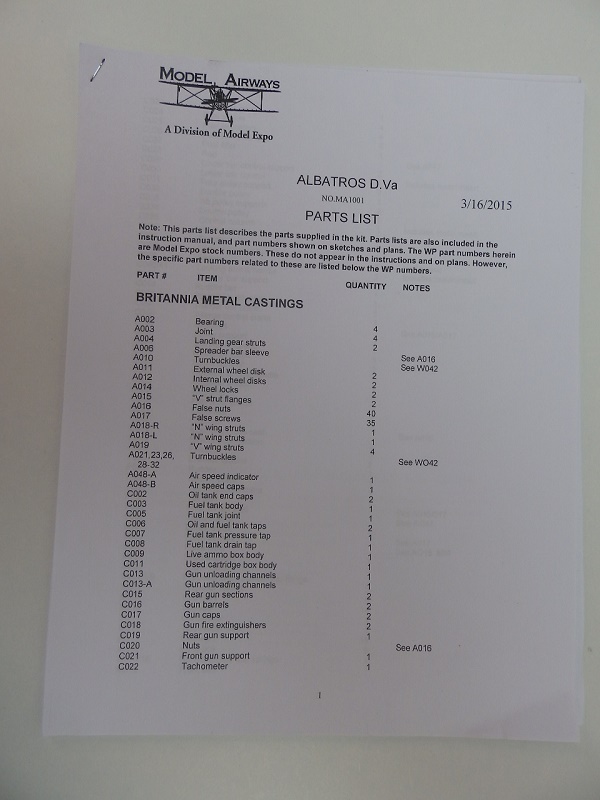 MODEL AIRWAYS
A Division of Model Expo
ALBATROS D.Va
NO.MA1001
3/16/2015
PARTS LIST
Note: This parts list describes the parts supplied in the kit. Parts lists are also included in the
instruction manual, and part numbers shown on sketches and plans. The WP part numbers herein
are Model Expo stock numbers. These do not appear in the instructions and on plans. However,
the specific part numbers related to these are listed below the WP numbers.
PART # ITEM QUANTITY NOTES
BRITANNIA METAL CASTINGS
A002 Bearing 4
A003 Joint 4
A004 Landing gear struts 2
A006 Spreader bar sleeve See A016
A010 Turnbuckles See W042
A011 External wheel disk 2
A012 Internal wheel disks 2
A014 Wheel locks 2
A015 "V" strut flanges 2
A016 False nuts 40
A017 False screws 35
A018-R "N" wing struts 1
A018-L "N" wing struts 1
A019 "V" wing struts 4
A021,23,26, Turnbuckles
28-32 See WO42
A048-A Air speed indicator 1
A048-B Air speed caps 1
C002 Oil tank end caps 2
C003 Fuel tank body 1
C005 Fuel tank joint 1
C006 Oil and fuel tank taps 2
C007 Fuel tank pressure tap 1
C008 Fuel tank drain tap 1
C009 Live ammo box body 1
C011 Used cartridge box body 1
C013 Gun unloading channels 1
C013-A Gun unloading channels 1
C015 Rear gun sections 2
C016 Gun barrels 2
C017 Gun caps 2
C018 Gun fire extinguishers 2
C019 Rear gun support 1
C020 Nuts See A016
C021 Front gun support 1
C022 Tachometer 1
1